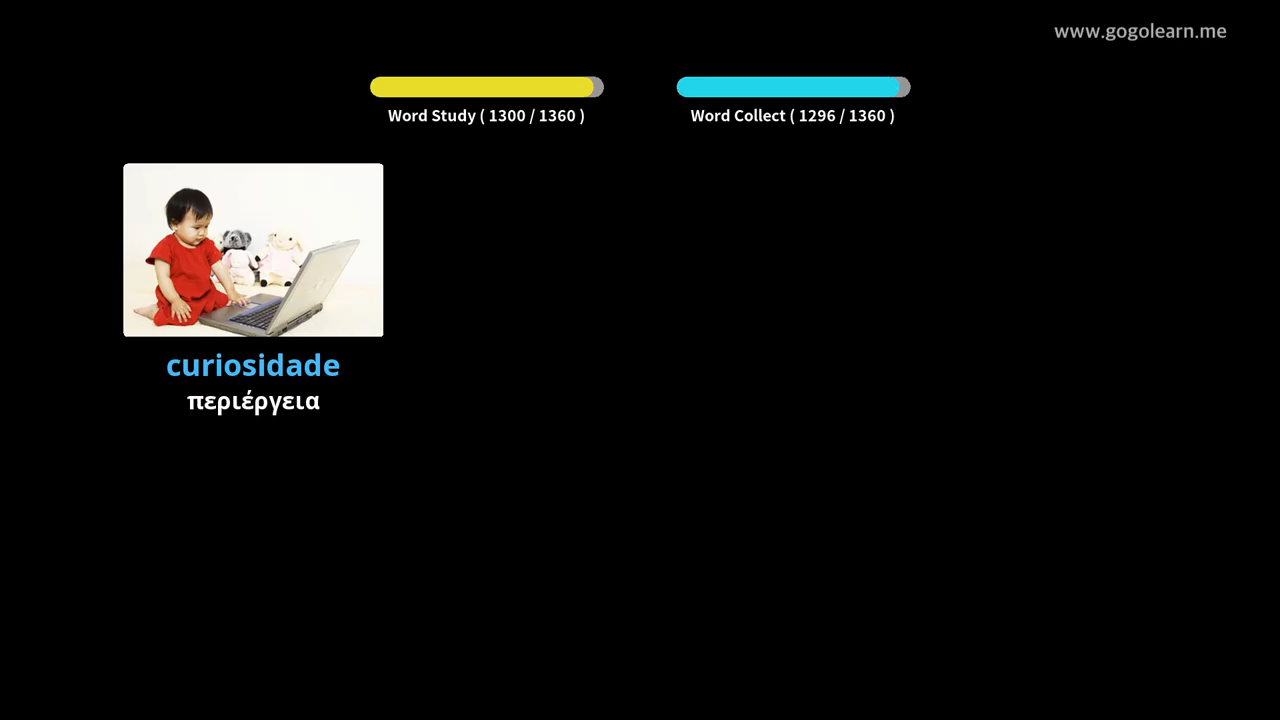 www.gogolearn.me
Word Study ( 1300 / 1360 )
Word Collect ( 1296 / 1360 )
curiosidade
περιέργεια